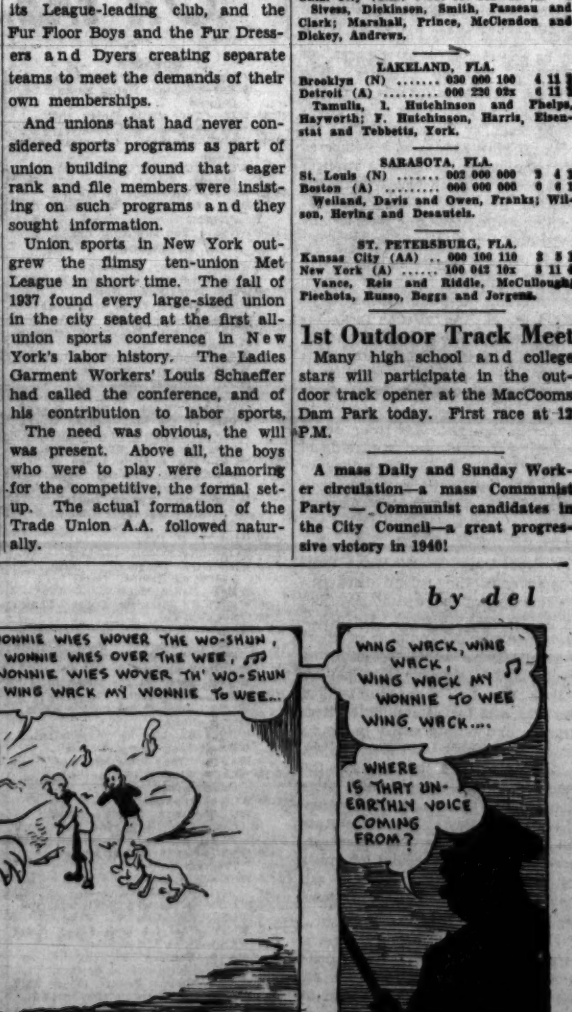 its League-leading club, and the
Fur Floor Boys and the Fur Dress-
ers and Dyers creating separate
teams to meet the demands of their
own memberships.
And unions that had never con-
sidered sports programs as part of
union building found that eager
rank and file members were insist-
ing on such programs and they
sought information.
Union sports in New York out-
grew the flimsy ten-union Met
League in short time. The fall of
1937 found every large-sized union
in the city seated at the first all-
union sports conference in New
York's labor history. The Ladies
Garment Workers' Louis Schaeffer
had called the conference, and of
his contribution to labor sports,
The need was obvious, the will
was present. Above all, the boys
who were to play were clamoring
for the competitive, the formal set-
up. The actual formation of the
Trade Union A.A. followed natur-
ally.
Sivess, Dickinson, Smith, Passeau and
Clark; Marshall, Prince, McClendon and
Dickey, Andrews.
LAKELAND, FLA.
Brooklyn (N) ....... 030 000 100 4 11
Detroit (A) ......... 000 220 02x 6 12
Tamulis, I. Hutchinson and Phelps,
Hayworth; F. Hutchinson, Harris, Eisen-
stat and Tebbetts, York.
SARASOTA, FLA.
St. Louis (N) ....... 002 000 000 2 4
Boston (A) ......... 000 000 000 0 6
Weiland, Davis and Owen, Franks; Wil-
son, Heving and Desautels.
ST. PETERSBURG, FLA.
Kansas City (AA) .. 000 100 110 3 8
New York (A) ...... 100 042 10x 8 11
Vance, Reis and Riddle, McCullough;
Piechota, Russo, Beggs and Jorgens.
1st Outdoor Track Meet
Many high school and college
stars will participate in the out-
door track opener at the MacCooms
Dam Park today. First race at 12
P.M.
A mass Daily and Sunday Work-
er circulation—a mass Communist
Party — Communist candidates in
the City Council—a great progres-
sive victory in 1940!
by del
WONNIE WIES WOVER THE WO-SHUN,
WONNIE WIES OVER THE WEE,
WONNIE WIES WOVER TH' WO-SHUN
WING WACK MY WONNIE TO WEE...
WING WACK, WING
WACK,
WING WACK MY
WONNIE TO WEE
WING WACK....
WHERE
IS THAT UN-
EARTHLY VOICE
COMING
FROM?